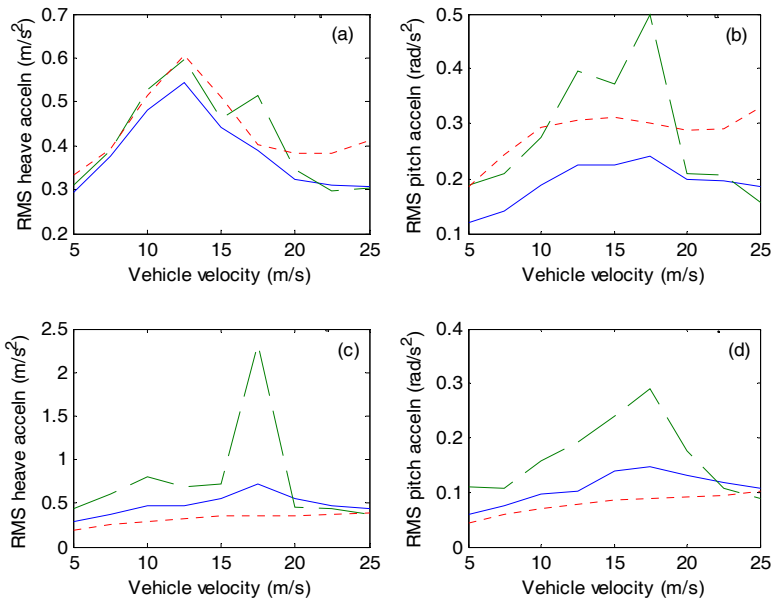 (a)
RMS heave acceln (m/s²)
0.7
0.6
0.5
0.4
0.3
0.2
5 10 15 20 25
Vehicle velocity (m/s)
(b)
RMS pitch acceln (rad/s²)
0.5
0.4
0.3
0.2
0.1
5 10 15 20 25
Vehicle velocity (m/s)
(c)
RMS heave acceln (m/s²)
2.5
2
1.5
1
0.5
0
5 10 15 20 25
Vehicle velocity (m/s)
(d)
RMS pitch acceln (rad/s²)
0.4
0.3
0.2
0.1
0
5 10 15 20 25
Vehicle velocity (m/s)